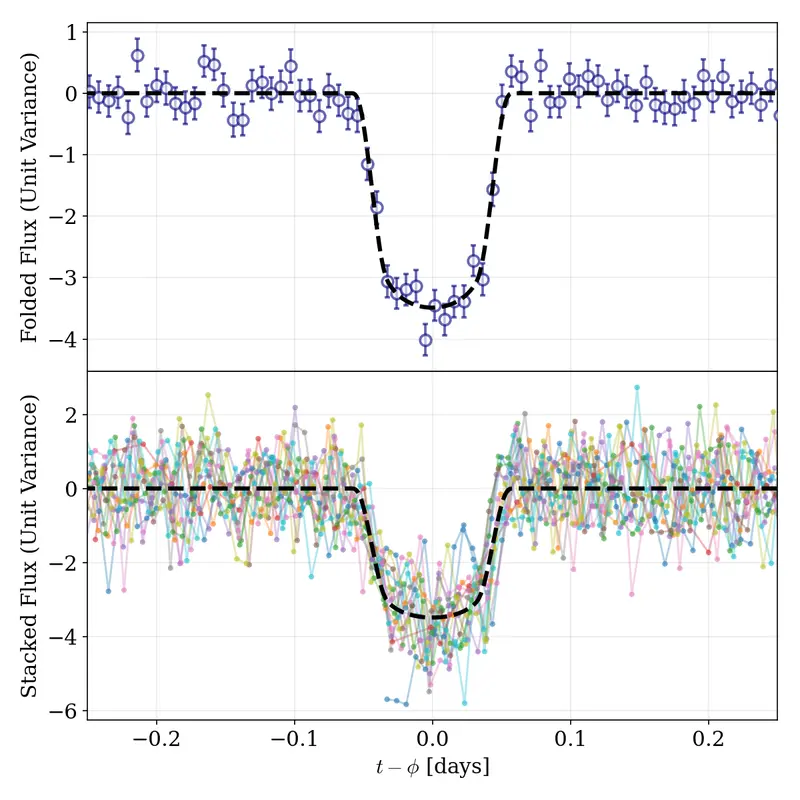 Folded Flux (Unit Variance)
1
0
−1
−2
−3
−4
Stacked Flux (Unit Variance)
2
0
−2
−4
−6
−0.2 −0.1 0.0 0.1 0.2
t − ϕ [days]